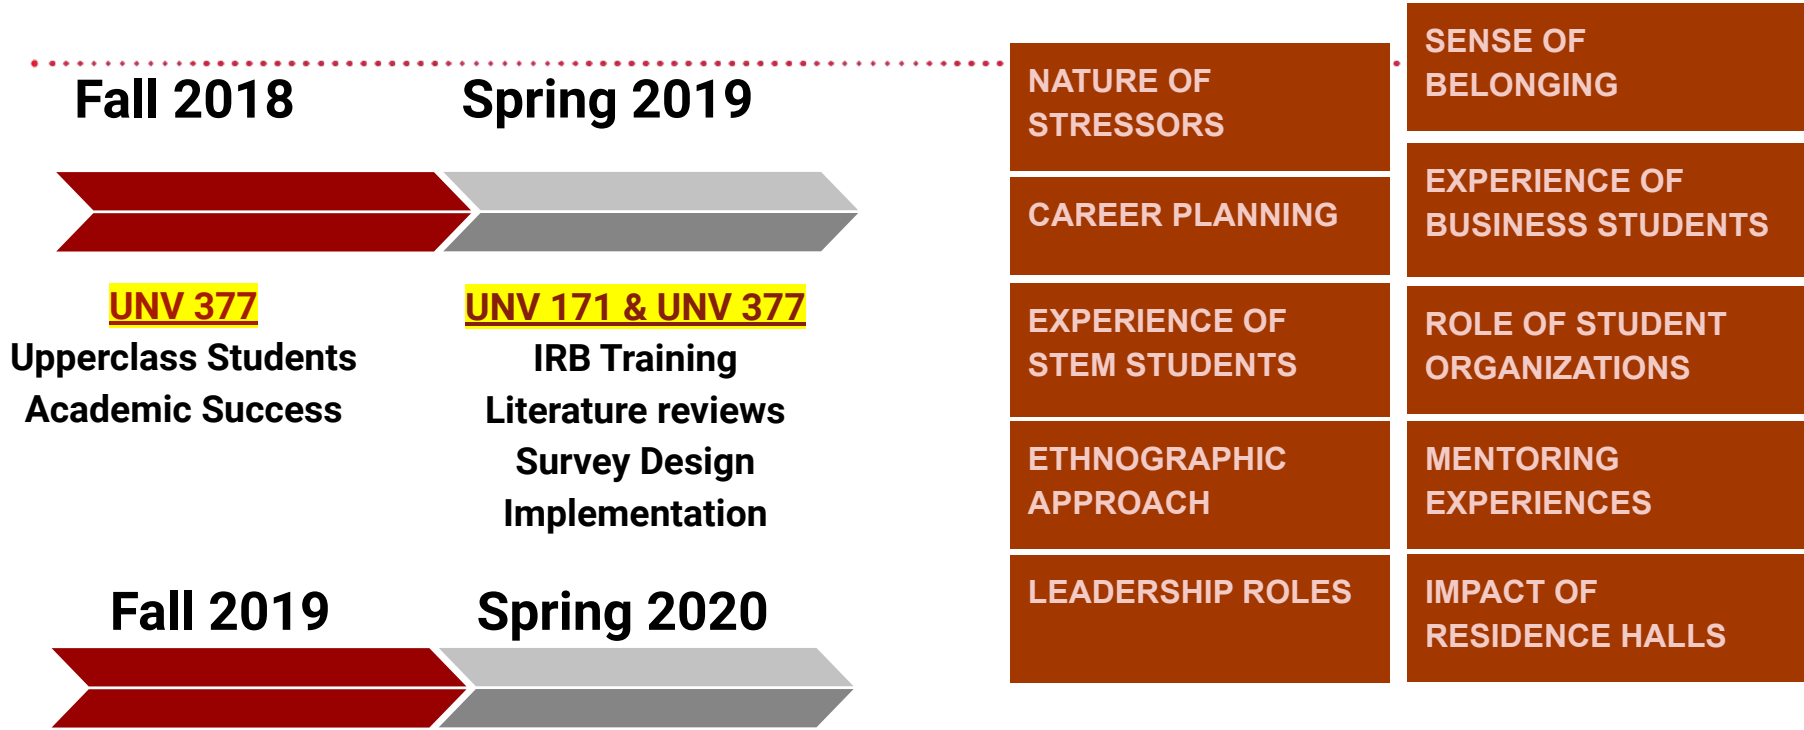 Fall 2018
Spring 2019
UNV 377
Upperclass Students
Academic Success
UNV 171 & UNV 377
IRB Training
Literature reviews
Survey Design
Implementation
Fall 2019
Spring 2020
NATURE OF
STRESSORS
CAREER PLANNING
EXPERIENCE OF
STEM STUDENTS
ETHNOGRAPHIC
APPROACH
LEADERSHIP ROLES
SENSE OF
BELONGING
EXPERIENCE OF
BUSINESS STUDENTS
ROLE OF STUDENT
ORGANIZATIONS
MENTORING
EXPERIENCES
IMPACT OF
RESIDENCE HALLS